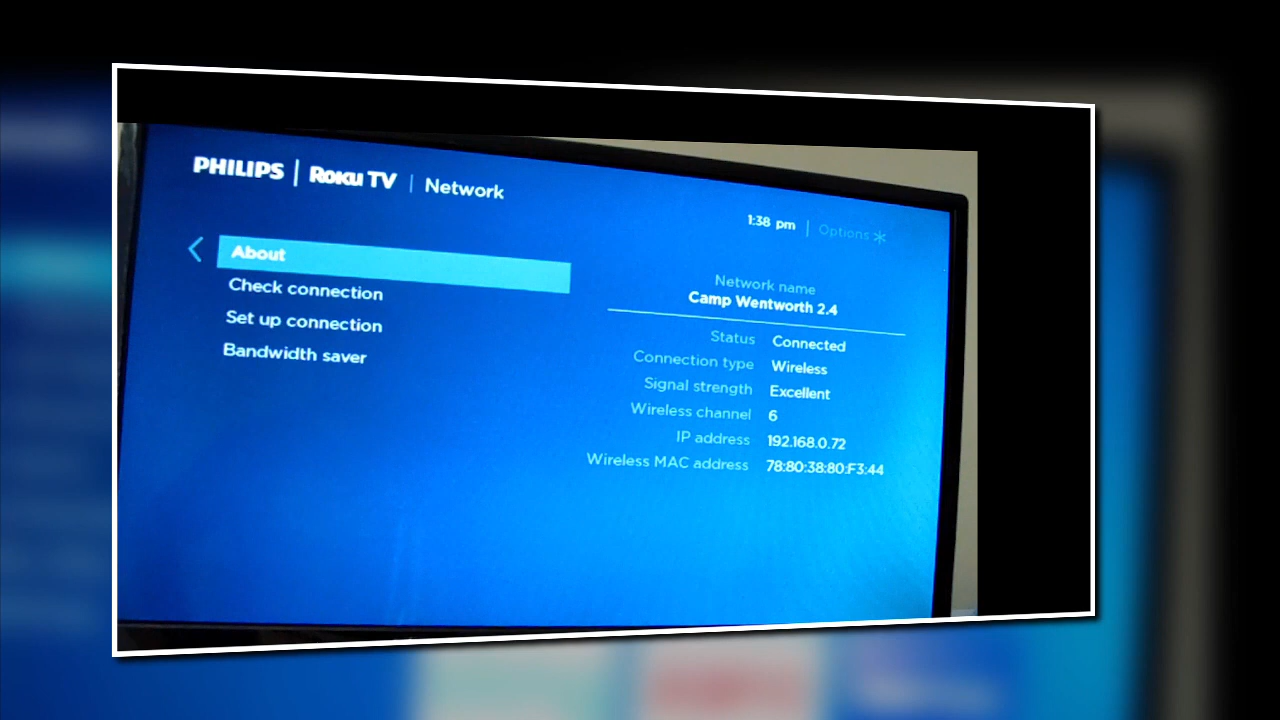 PHILIPS | Roku TV | Network
1:38 pm | Options *
About
Check connection
Set up connection
Bandwidth saver
Network name
Camp Wentworth 2.4
Status Connected
Connection type Wireless
Signal strength Excellent
Wireless channel 6
IP address 192.168.0.72
Wireless MAC address 78:80:38:80:F3:44